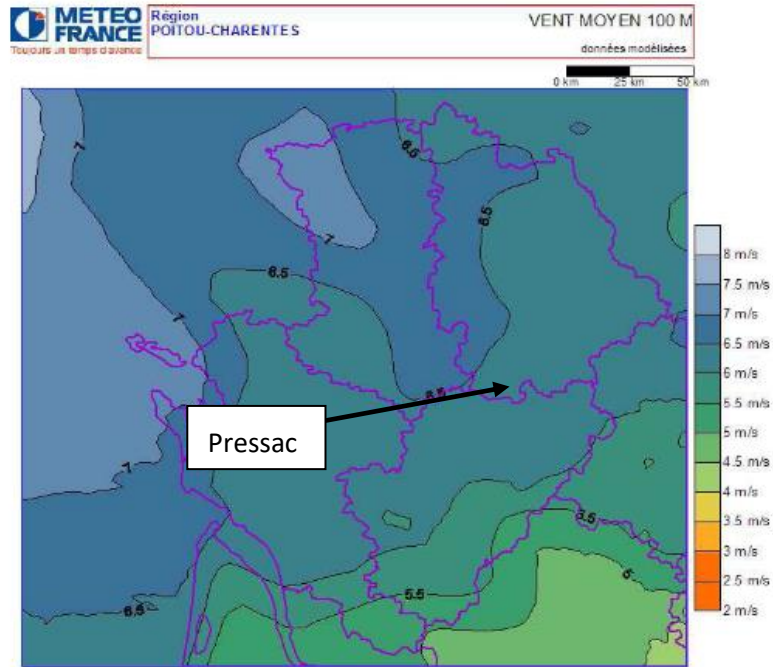 METEO
FRANCE
Toujours un temps d'avance
Région
POITOU-CHARENTES
VENT MOYEN 100 M
données modélisées
0 km 25 km 50 km
7
6.5
7
6.5
6.5
7
6.5
Pressac
7
5.5
5.5
5
6.5
8 m/s
7.5 m/s
7 m/s
6.5 m/s
6 m/s
5.5 m/s
5 m/s
4.5 m/s
4 m/s
3.5 m/s
3 m/s
2.5 m/s
2 m/s